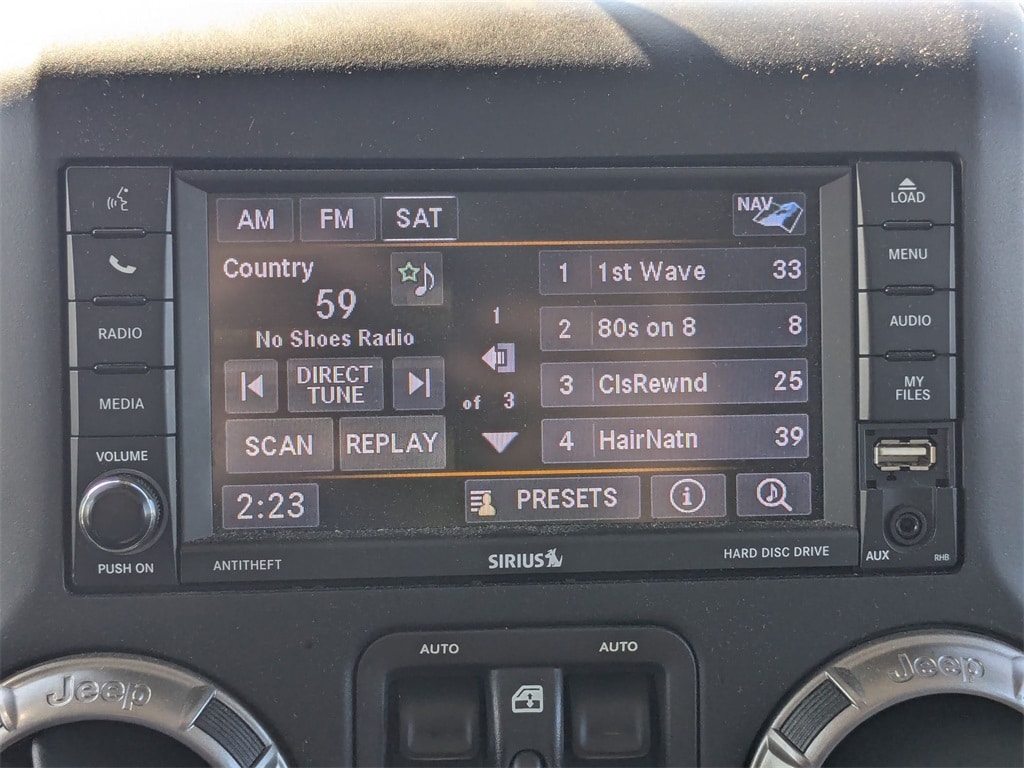 AM FM SAT NAV
LOAD
MENU
Country
59
No Shoes Radio
DIRECT
TUNE
SCAN REPLAY
2:23
1
of 3
1 1st Wave 33
2 80s on 8 8
3 ClsRewnd 25
4 HairNatn 39
PRESETS
i
RADIO
MEDIA
VOLUME
PUSH ON
AUDIO
MY
FILES
AUX
RHB
ANTITHEFT
SIRIUS
HARD DISC DRIVE
AUTO
AUTO
Jeep
Jeep